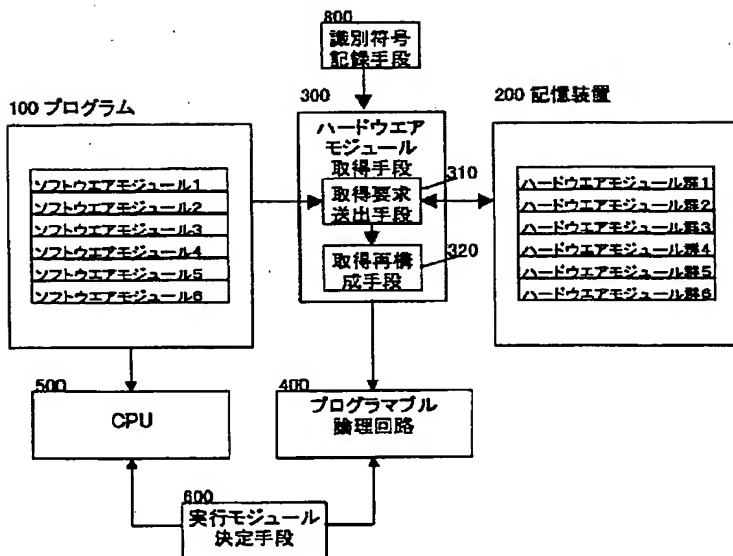 800
識別符号
記録手段
100 プログラム
300
200 記憶装置
ハードウエア
モジュール
取得手段
310
取得要求
送出手段
320
取得再構
成手段
ソフトウエアモジュール1
ソフトウエアモジュール2
ソフトウエアモジュール3
ソフトウエアモジュール4
ソフトウエアモジュール5
ソフトウエアモジュール6
ハードウエアモジュール群1
ハードウエアモジュール群2
ハードウエアモジュール群3
ハードウエアモジュール群4
ハードウエアモジュール群5
ハードウエアモジュール群6
500
CPU
400
プログラマブル
論理回路
600
実行モジュール
決定手段